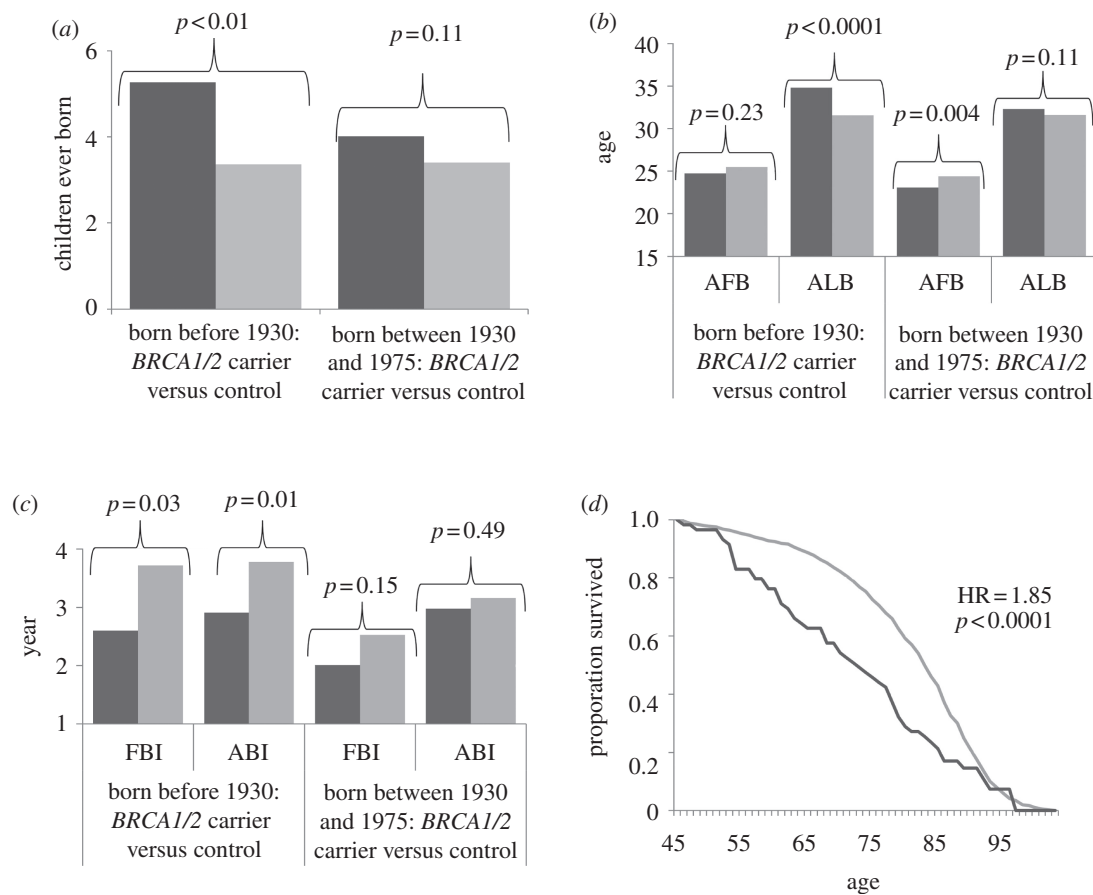 (a)
p<0.01
p=0.11
6
4
2
0
children ever born
born before 1930:
BRCA1/2 carrier
versus control
born between 1930
and 1975: BRCA1/2
carrier versus control
(b)
p<0.0001
p=0.11
p=0.23
p=0.004
40
35
30
25
20
15
age
AFB
ALB
AFB
ALB
born before 1930:
BRCA1/2 carrier
versus control
born between 1930
and 1975: BRCA1/2
carrier versus control
(c)
p=0.03
p=0.01
p=0.49
p=0.15
4
3
2
1
year
FBI
ABI
FBI
ABI
born before 1930:
BRCA1/2 carrier
versus control
born between 1930
and 1975: BRCA1/2
carrier versus control
(d)
1.0
0.8
0.6
0.4
0.2
0
proporation survived
HR=1.85
p<0.0001
45 55 65 75 85 95
age